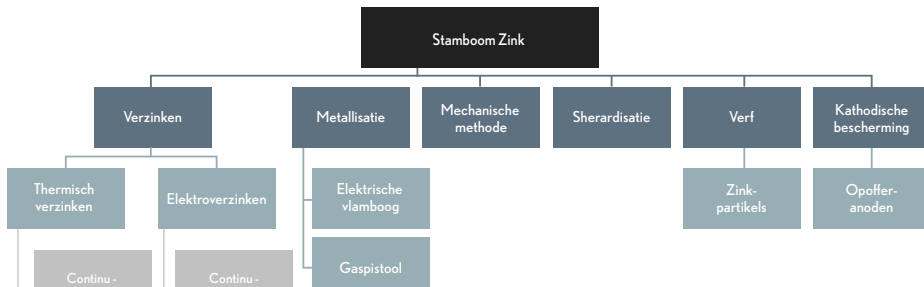 Stamboom Zink
Verzinken
Metallisatie
Mechanische
methode
Sherardisatie
Verf
Kathodische
bescherming
Thermisch
verzinken
Elektroverzinken
Elektrische
vlamboog
Zink-
partikels
Opoffer-
anoden
Continu -
Continu -
Gaspistool